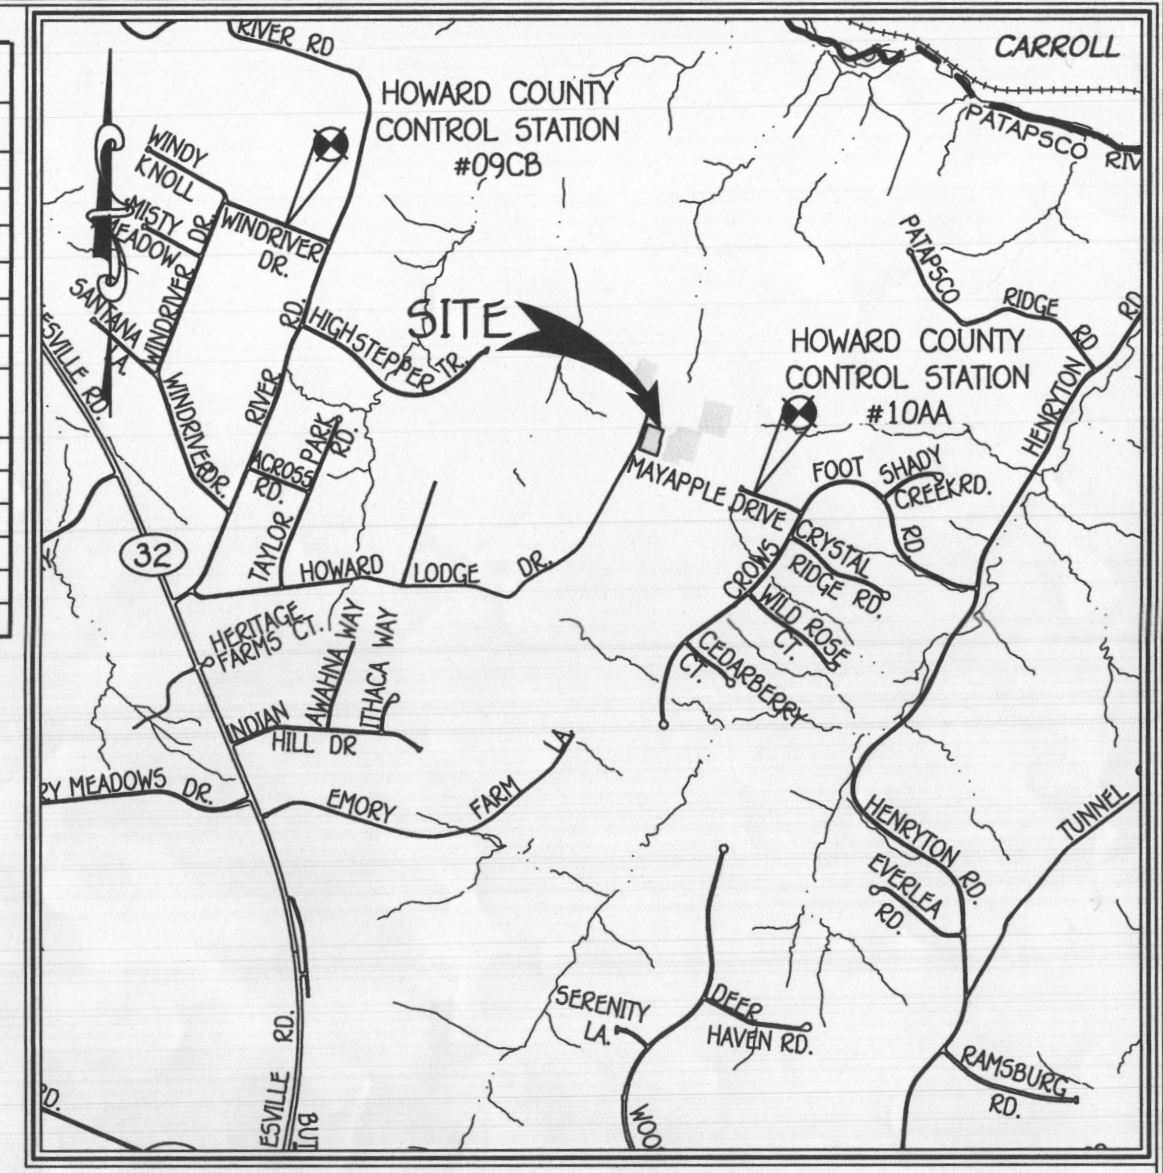 RIVER RD
CARROLL
HOWARD COUNTY
CONTROL STATION
#09CB
PATAPSCO RIV
WINDY
KNOLL
MISTY
MEADOW
DR.
WINDRIVER
WINDRIVER
DR.
SANTANA
LA.
ESVILLE RD.
RIVER RD.
HIGHSTEPPER TR.
SITE
PATAPSCO
RIDGE
RD
RD.
HENRYTON
HOWARD COUNTY
CONTROL STATION
#10AA
WINDRIVER DR.
ACROSS
RD.
TAYLOR
PARK
RD.
MAYAPPLE DRIVE
FOOT
SHADY
CREEK RD.
RD.
CROWS
CRYSTAL
RIDGE RD.
WILD ROSE
CT.
CEDARBERRY
CT.
32
HOWARD LODGE DR.
HERITAGE
FARMS CT.
AWAHNA WAY
ITHACA WAY
INDIAN
HILL DR
RY MEADOWS DR.
EMORY FARM LA
HENRYTON RD.
TUNNEL
EVERLEA
RD.
SERENITY
LA.
DEER
HAVEN RD.
RAMSBURG
RD.
ESVILLE RD.
BUT
WOO
RD.